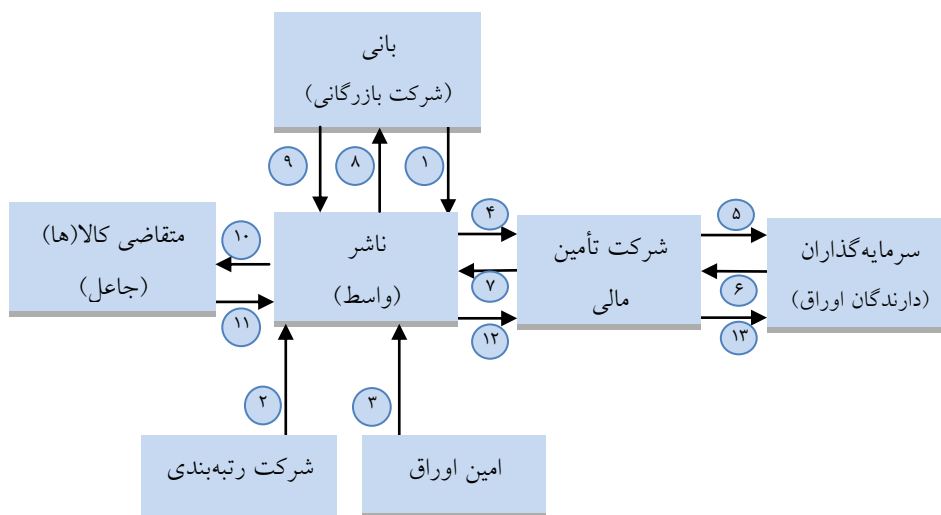 بانی
(شرکت بازرگانی)
۹
۸
۱
متقاضی کالا(ها)
(جاعل)
۱۰
۱۱
ناشر
(واسط)
۴
۷
۱۲
شرکت تأمین
مالی
۵
۶
۱۳
سرمایه‌گذاران
(دارندگان اوراق)
۲
۳
شرکت رتبه‌بندی
امین اوراق